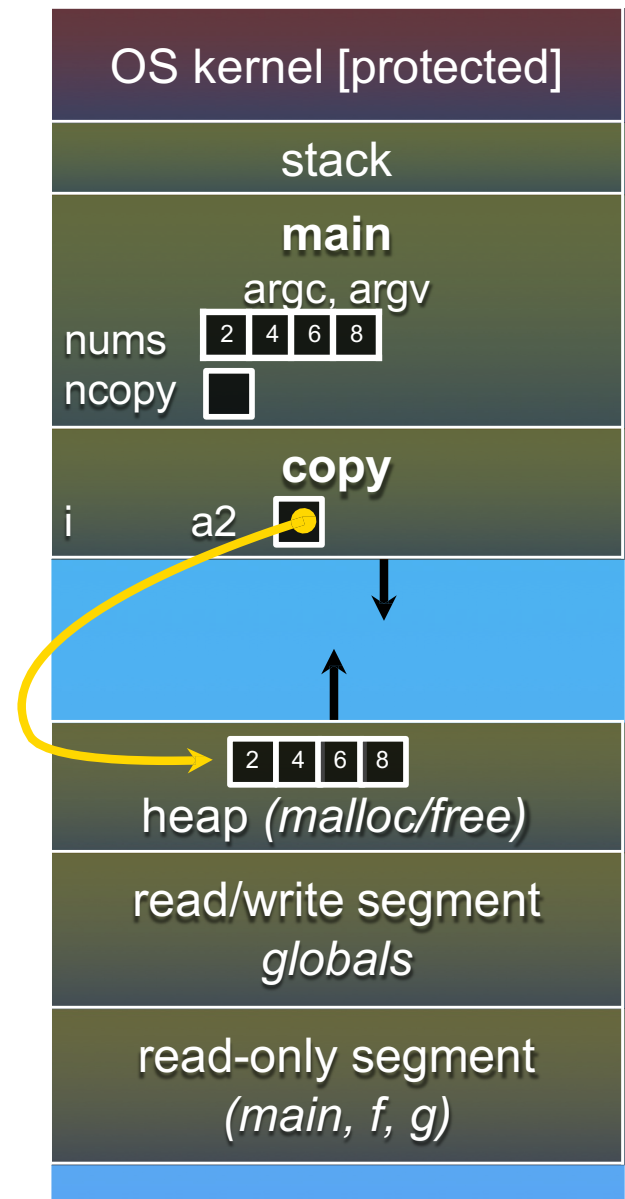 OS kernel [protected]
stack
main
argc, argv
nums 2 4 6 8
ncopy
copy
i a2
2 4 6 8
heap (malloc/free)
read/write segment
globals
read-only segment
(main, f, g)